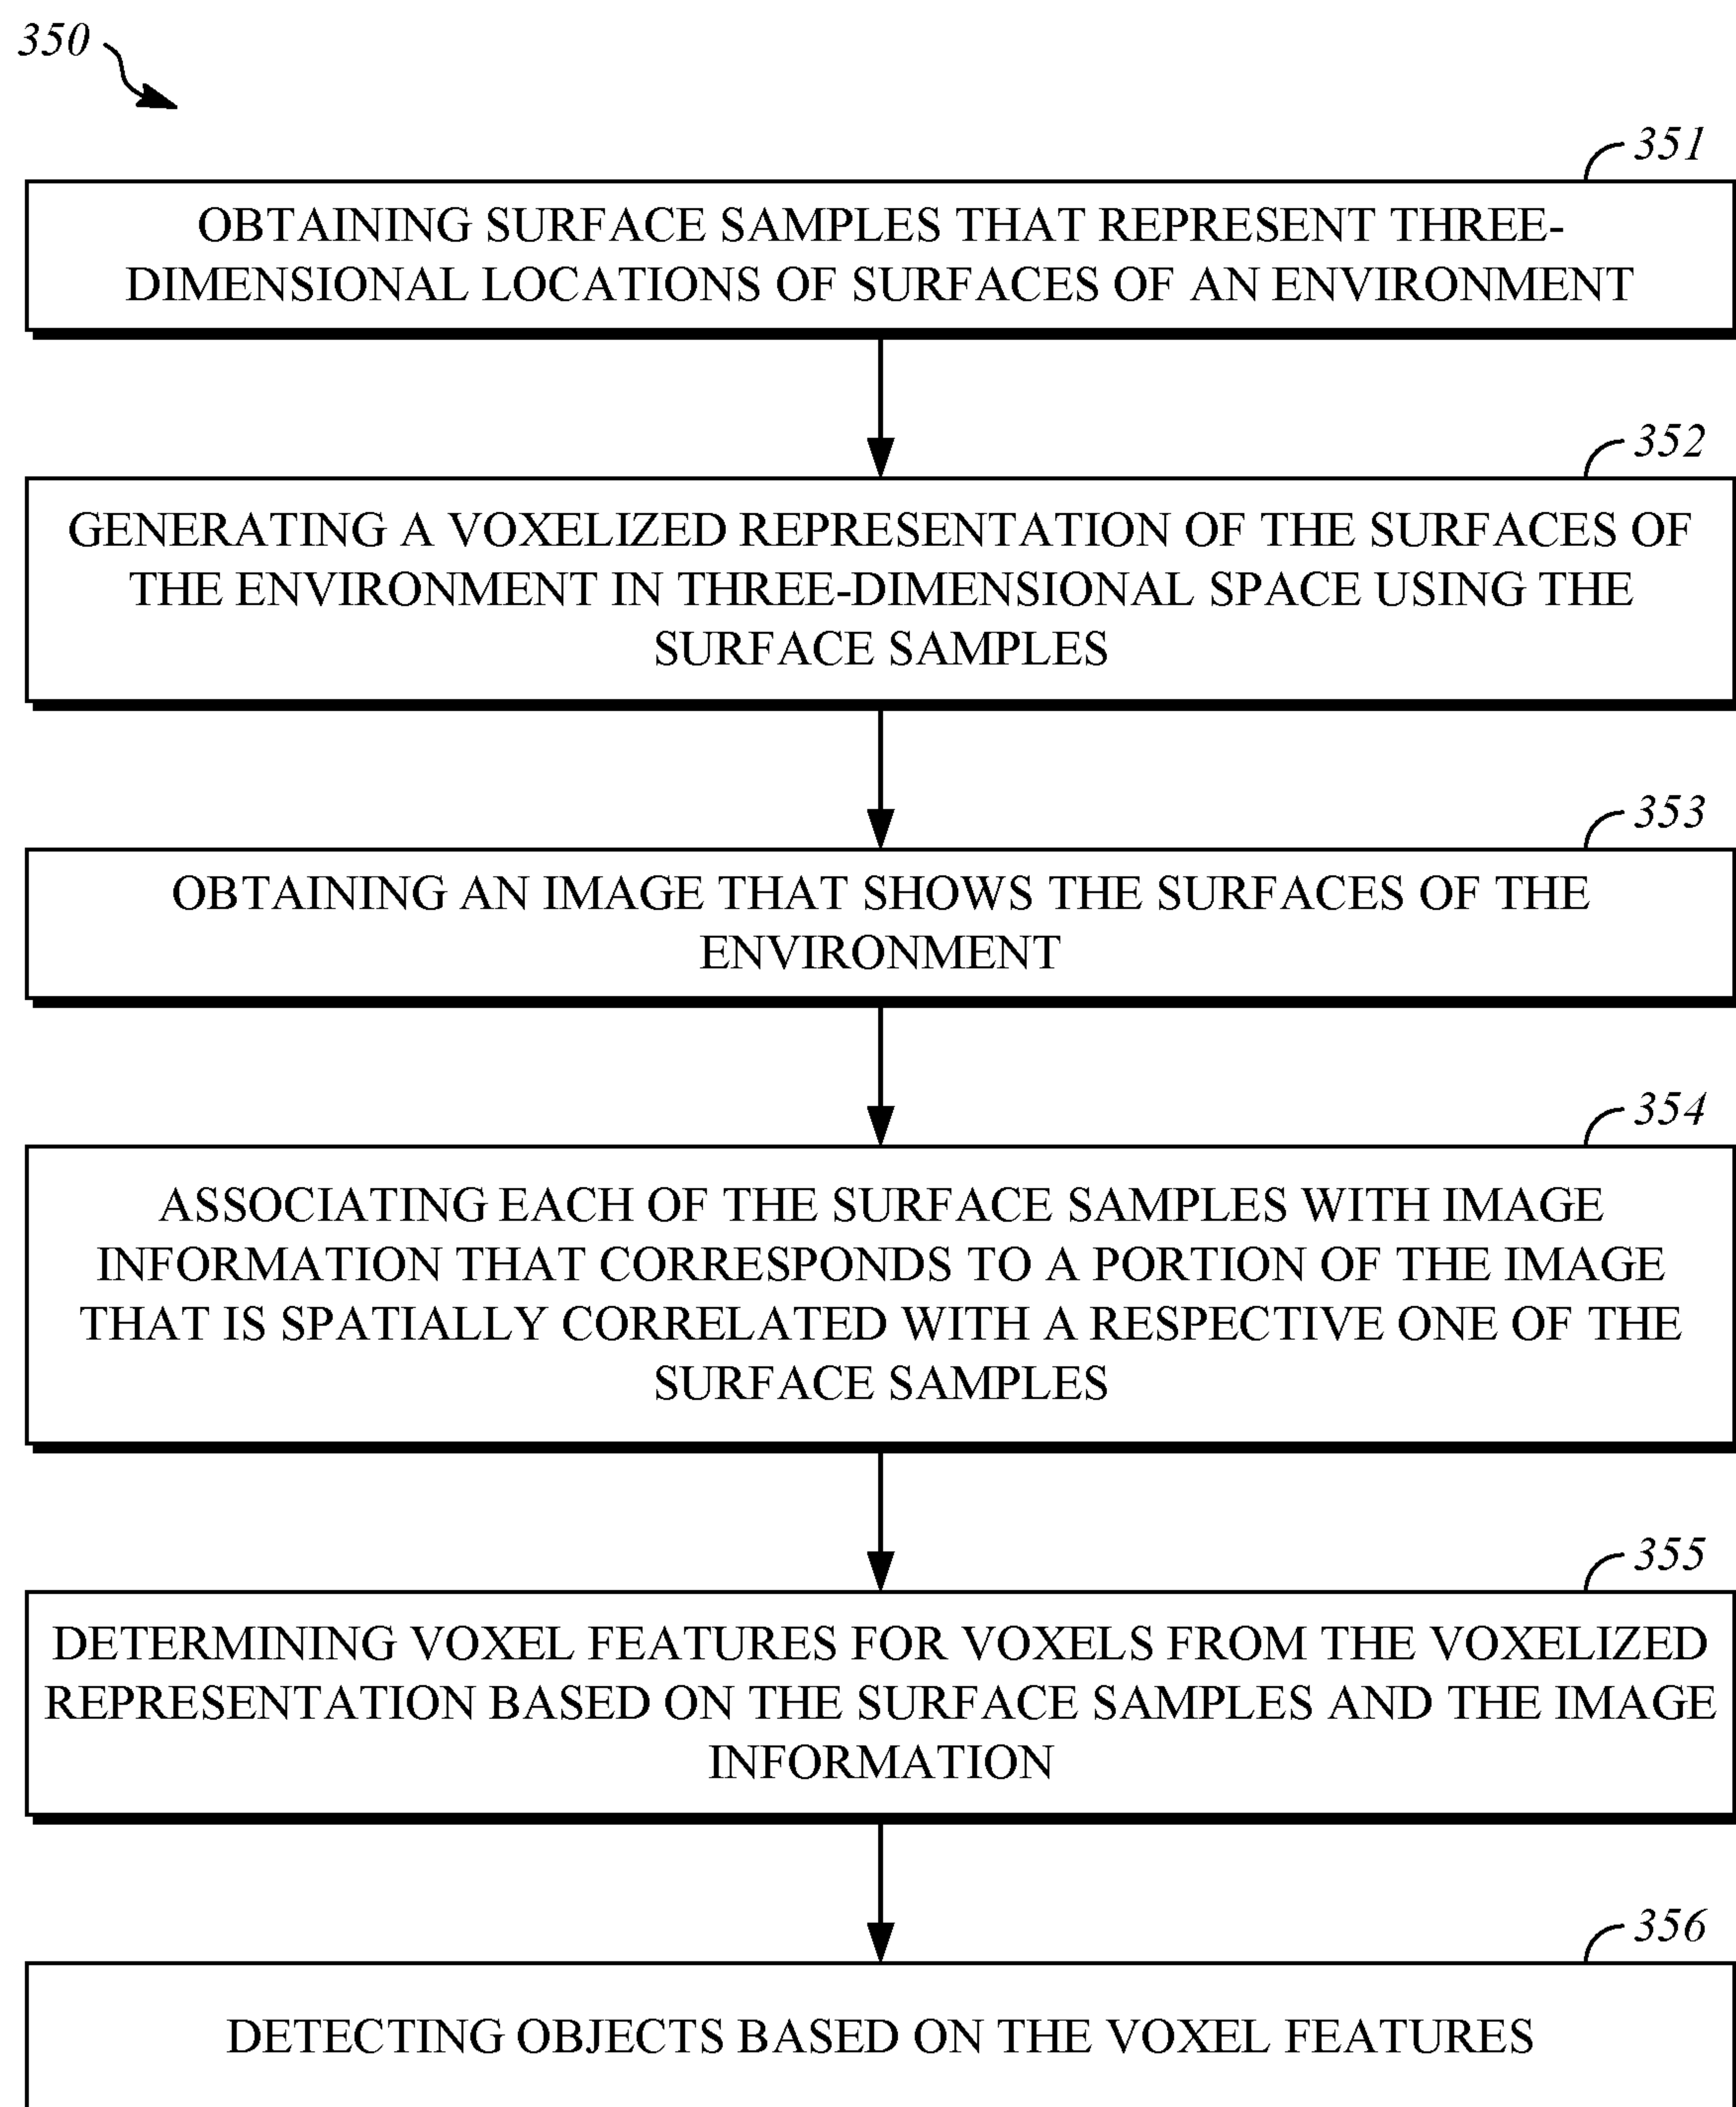 350
351
OBTAINING SURFACE SAMPLES THAT REPRESENT THREE-
DIMENSIONAL LOCATIONS OF SURFACES OF AN ENVIRONMENT
352
GENERATING A VOXELIZED REPRESENTATION OF THE SURFACES OF
THE ENVIRONMENT IN THREE-DIMENSIONAL SPACE USING THE
SURFACE SAMPLES
353
OBTAINING AN IMAGE THAT SHOWS THE SURFACES OF THE
ENVIRONMENT
354
ASSOCIATING EACH OF THE SURFACE SAMPLES WITH IMAGE
INFORMATION THAT CORRESPONDS TO A PORTION OF THE IMAGE
THAT IS SPATIALLY CORRELATED WITH A RESPECTIVE ONE OF THE
SURFACE SAMPLES
355
DETERMINING VOXEL FEATURES FOR VOXELS FROM THE VOXELIZED
REPRESENTATION BASED ON THE SURFACE SAMPLES AND THE IMAGE
INFORMATION
356
DETECTING OBJECTS BASED ON THE VOXEL FEATURES